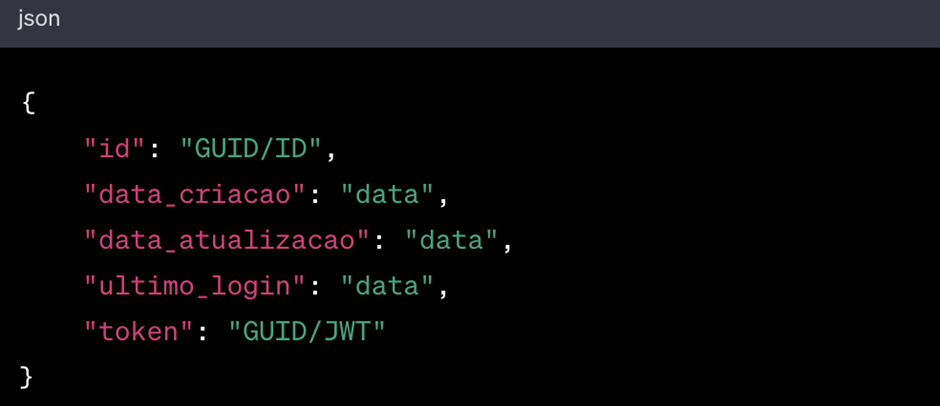 json
{
"id": "GUID/ID",
"data_criacao": "data",
"data_atualizacao": "data",
"ultimo_login": "data",
"token": "GUID/JWT"
}